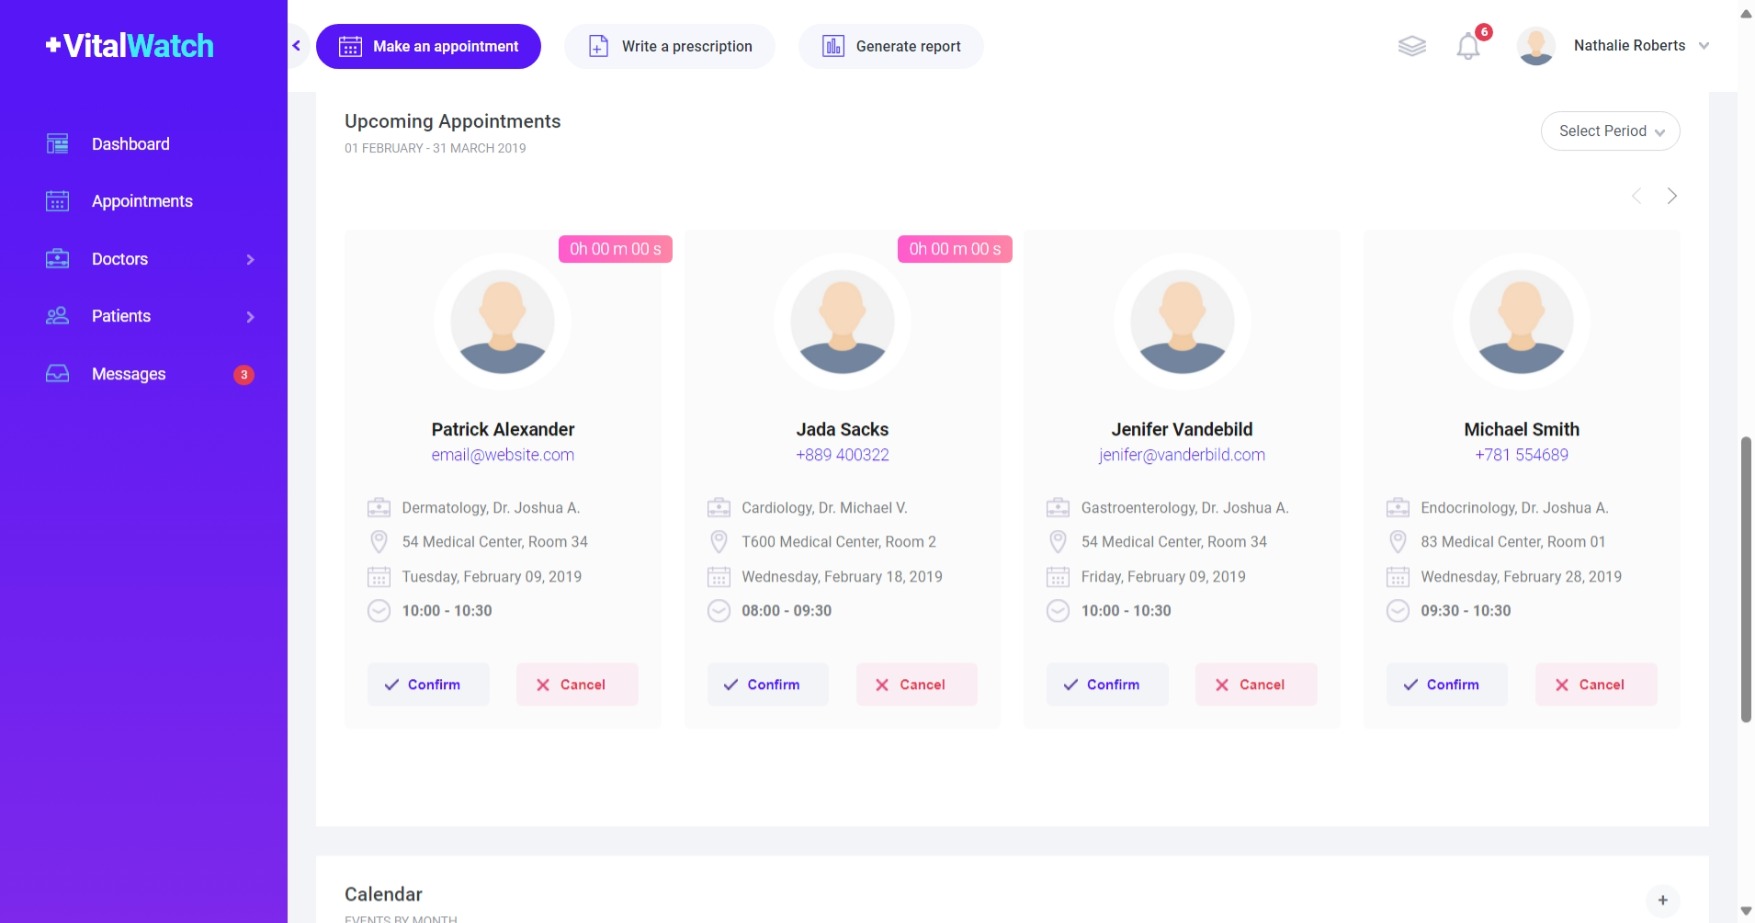 +VitalWatch
Make an appointment
Write a prescription
Generate report
6
Nathalie Roberts
Dashboard
Appointments
Doctors
Patients
Messages
3
Upcoming Appointments
01 FEBRUARY - 31 MARCH 2019
Select Period
0h 00 m 00 s
Patrick Alexander
email@website.com
Dermatology, Dr. Joshua A.
54 Medical Center, Room 34
Tuesday, February 09, 2019
10:00 - 10:30
Confirm
Cancel
0h 00 m 00 s
Jada Sacks
+889 400322
Cardiology, Dr. Michael V.
T600 Medical Center, Room 2
Wednesday, February 18, 2019
08:00 - 09:30
Confirm
Cancel
Jenifer Vandebild
jenifer@vanderbild.com
Gastroenterology, Dr. Joshua A.
54 Medical Center, Room 34
Friday, February 09, 2019
10:00 - 10:30
Confirm
Cancel
Michael Smith
+781 554689
Endocrinology, Dr. Joshua A.
83 Medical Center, Room 01
Wednesday, February 28, 2019
09:30 - 10:30
Confirm
Cancel
Calendar
+
EVENTS BY MONTH